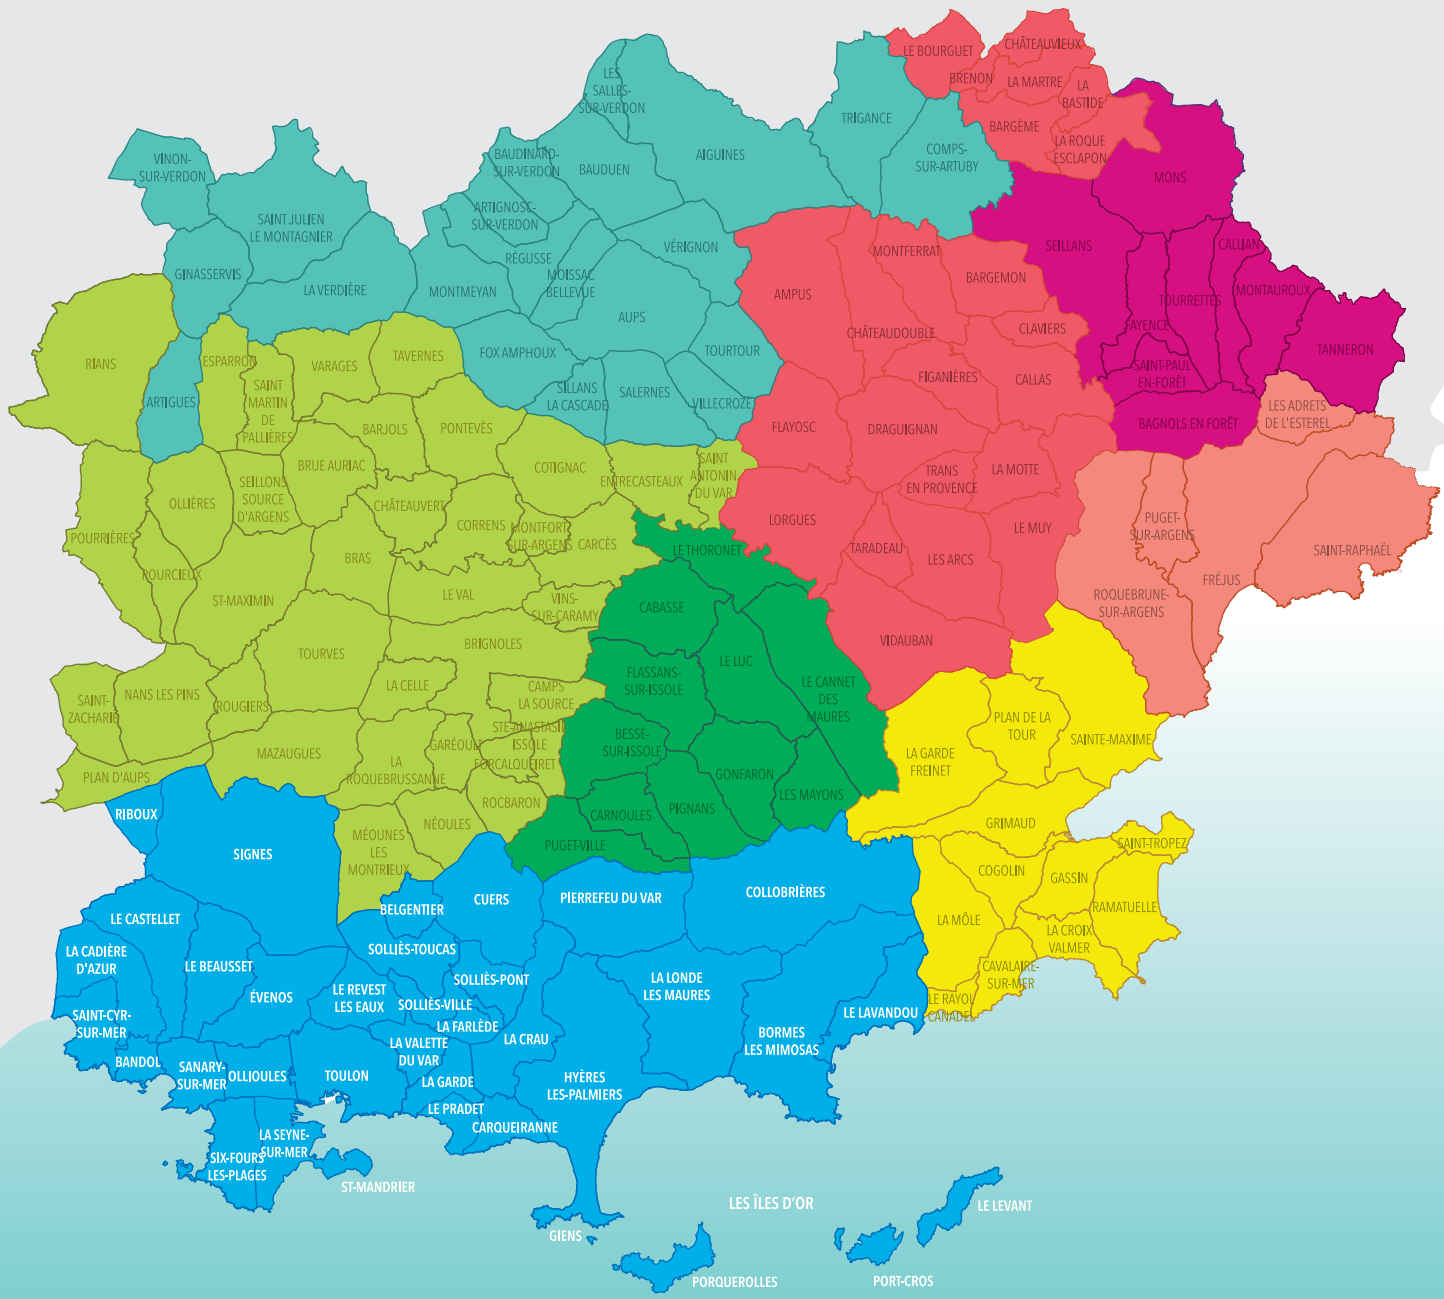 LE BOURGUET
CHÂTEAUVIEUX
BRENON
LA MARTRE
LA
BASTIDE
BARGÈME
LA ROQUE
ESCLAPON
LES
SALLES-
SUR-VERDON
TRIGANCE
COMPS-
SUR-ARTUBY
AIGUINES
VINON-
SUR-VERDON
BAUDINARD-
SUR-VERDON
BAUDUEN
MONS
SAINT JULIEN
LE MONTAGNIER
ARTIGNOSC-
SUR-VERDON
VÉRIGNON
MONTFERRAT
SEILLANS
CALLIAN
GINASSERVIS
LA VERDIÈRE
RÉGUSSE
MONTMEYAN
MOISSAC
BELLEVUE
AMPUS
BARGEMON
MONTAUROUX
TOURRETTES
AUPS
CHÂTEAUDOUBLE
CLAVIERS
FAYENCE
TANNERON
RIANS
ESPARRON
VARAGES
TAVERNES
FOX AMPHOUX
TOURTOUR
FIGANIÈRES
CALLAS
SAINT-PAUL
EN-FORÊT
ARTIGUES
SAINT
MARTIN
DE
PALLIÈRES
SILLANS
LA CASCADE
SALERNES
VILLECROZE
BARJOLS
PONTEVÈS
FLAYOSC
DRAGUIGNAN
BAGNOLS EN FORÊT
LES ADRETS
DE L'ESTEREL
BRUE AURIAC
COTIGNAC
ENTRECASTEAUX
SAINT
ANTONIN
DU VAR
TRANS
EN PROVENCE
LA MOTTE
OLLIÈRES
SEILLONS
SOURCE
D'ARGENS
CHÂTEAUVERT
CORRENS
MONTFORT
SUR-ARGENS
CARCÈS
LORGUES
LE MUY
PUGET-
SUR-ARGENS
POURRIÈRES
POURCIEUX
BRAS
LE THORONET
TARADEAU
LES ARCS
SAINT-RAPHAËL
FRÉJUS
ST-MAXIMIN
LE VAL
VINS-
SUR-CARAMY
CABASSE
ROQUEBRUNE-
SUR-ARGENS
TOURVES
BRIGNOLES
VIDAUBAN
LE LUC
SAINT-
ZACHARIE
NANS LES PINS
ROUGIERS
LA CELLE
CAMPS
LA SOURCE
FLASSANS-
SUR-ISSOLE
LE CANNET
DES
MAURES
PLAN DE LA
TOUR
SAINTE-MAXIME
MAZAUGUES
GARÉOULT
STE-ANASTASIE
ISSOLE
FORCALQUEIRET
BESSE-
SUR-ISSOLE
LA GARDE
FREINET
PLAN D'AUPS
LA
ROQUEBRUSSANNE
ROCBARON
GONFARON
LES MAYONS
RIBOUX
NÉOULES
CARNOULES
PIGNANS
GRIMAUD
MÉOUNES
LES
MONTRIEUX
PUGET-VILLE
SAINT-TROPEZ
SIGNES
COGOLIN
GASSIN
RAMATUELLE
CUERS
PIERREFEU DU VAR
COLLOBRIÈRES
BELGENTIER
LE CASTELLET
LA MÔLE
LA CROIX
VALMER
SOLLIÈS-TOUCAS
LA CADIÈRE
D'AZUR
LE BEAUSSET
ÉVENOS
LE REVEST
LES EAUX
SOLLIÈS-PONT
LA LONDE
LES MAURES
CAVALAIRE-
SUR-MER
LE RAYOL
CANADEL
SAINT-CYR-
SUR-MER
SOLLIÈS-VILLE
LA FARLÈDE
LE LAVANDOU
LA VALETTE
DU VAR
LA CRAU
BORMES
LES MIMOSAS
BANDOL
SANARY-
SUR-MER
OLLIOULES
TOULON
LA GARDE
HYÈRES
LES-PALMIERS
LE PRADET
CARQUEIRANNE
LA SEYNE-
SUR-MER
SIX-FOURS
LES-PLAGES
ST-MANDRIER
LES ÎLES D'OR
LE LEVANT
GIENS
PORQUEROLLES
PORT-CROS